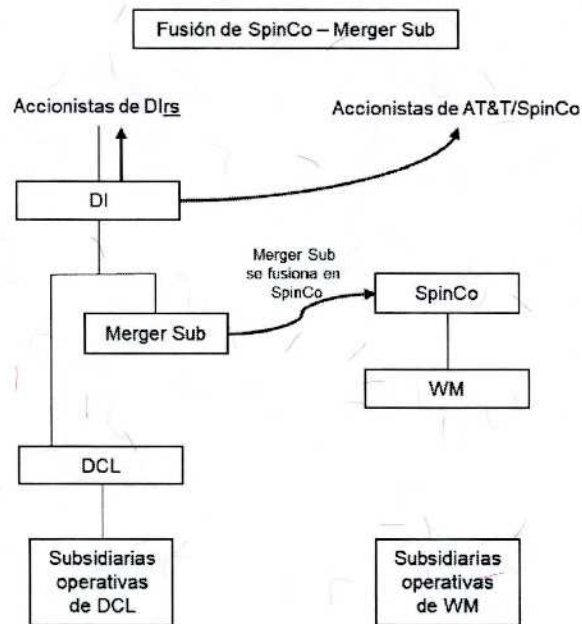 Fusión de SpinCo – Merger Sub
Accionistas de DIrs
Accionistas de AT&T/SpinCo
DI
Merger Sub
se fusiona en
SpinCo
SpinCo
Merger Sub
WM
DCL
Subsidiarias
operativas
de DCL
Subsidiarias
operativas
de WM